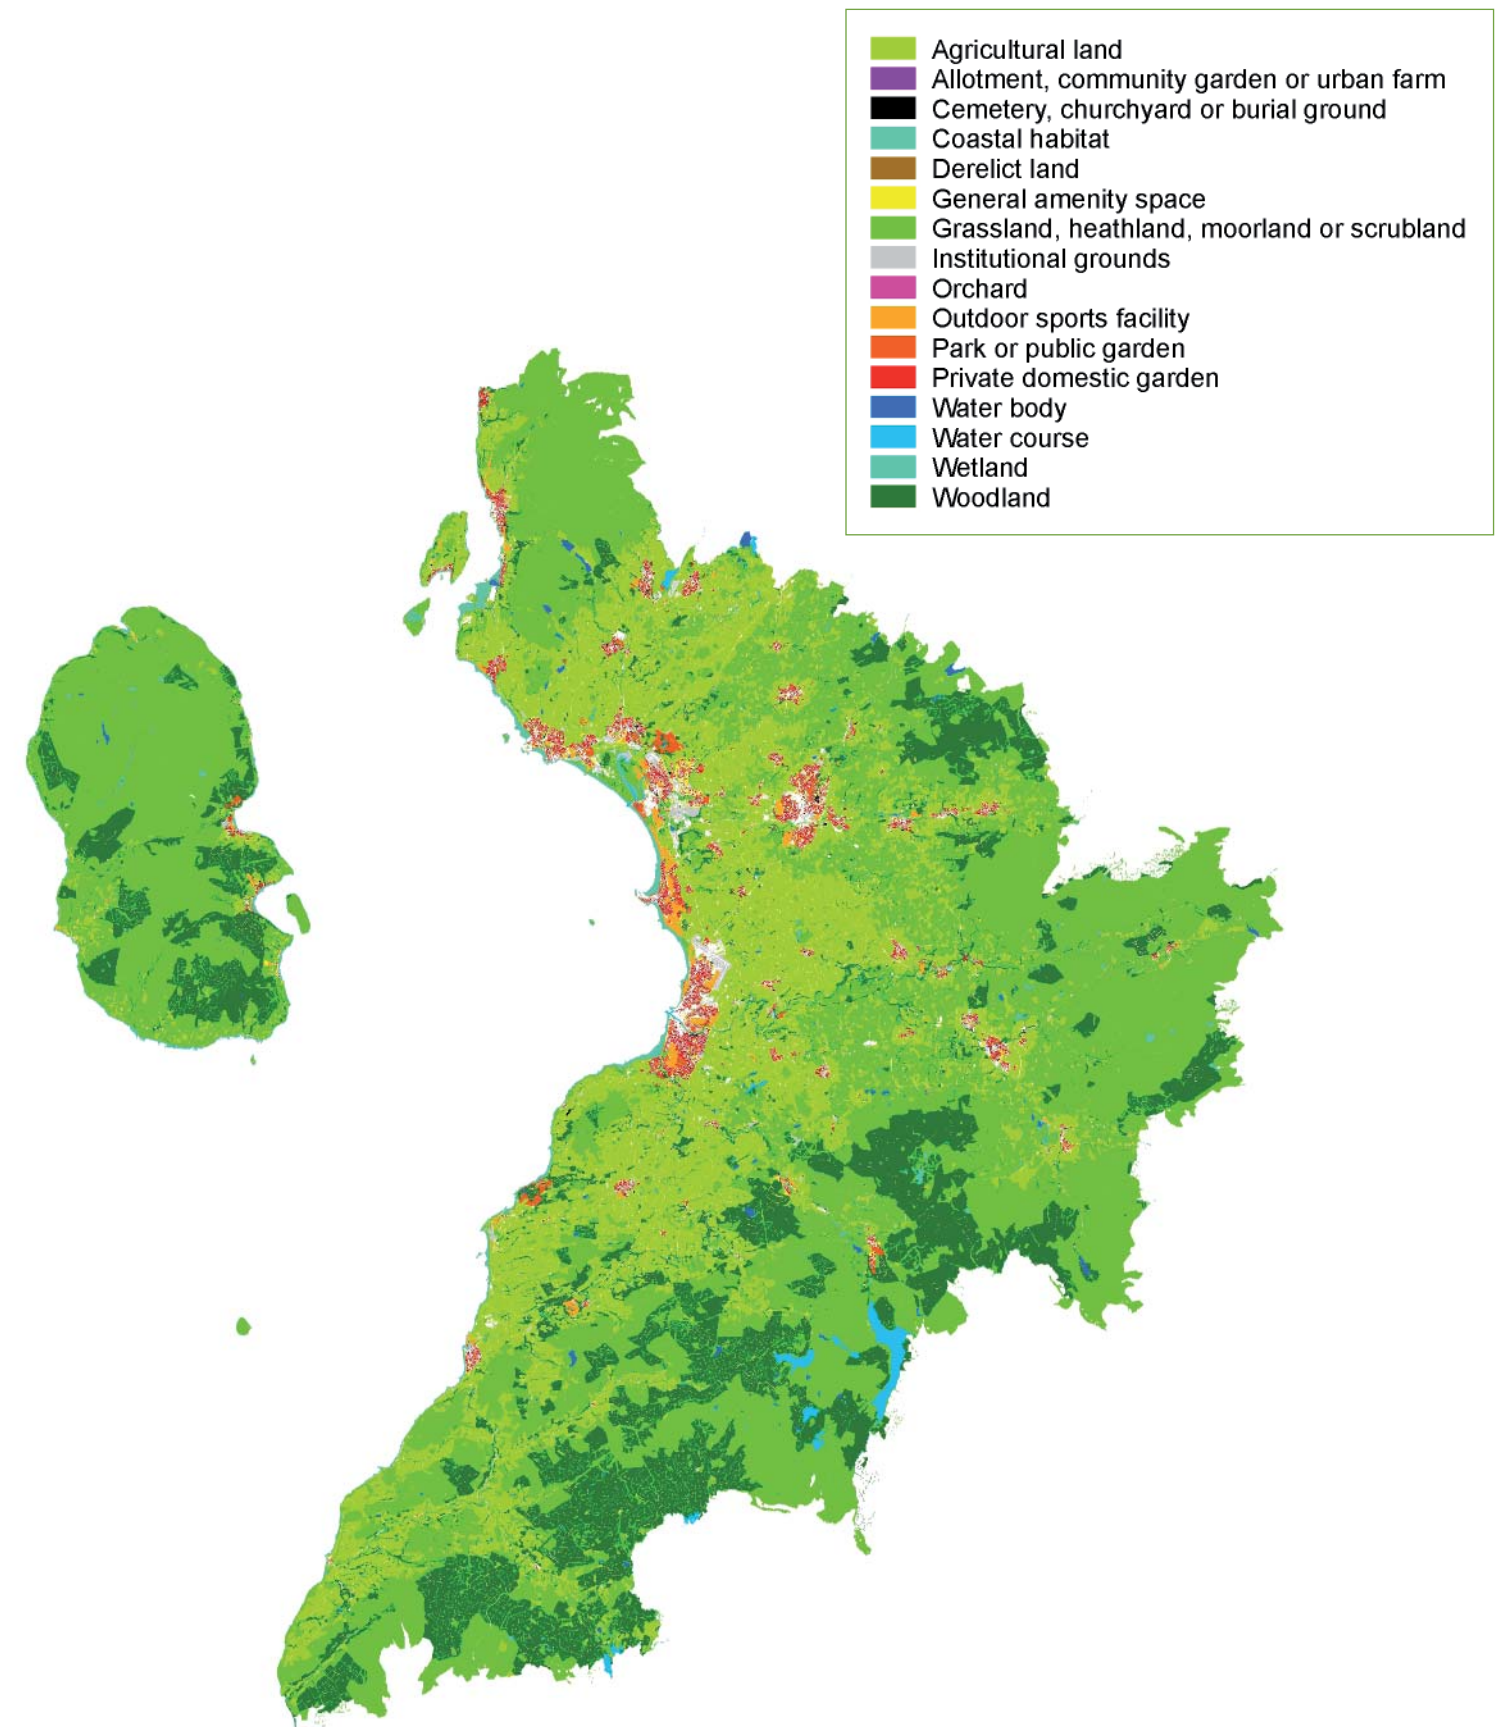 Agricultural land
Allotment, community garden or urban farm
Cemetery, churchyard or burial ground
Coastal habitat
Derelict land
General amenity space
Grassland, heathland, moorland or scrubland
Institutional grounds
Orchard
Outdoor sports facility
Park or public garden
Private domestic garden
Water body
Water course
Wetland
Woodland